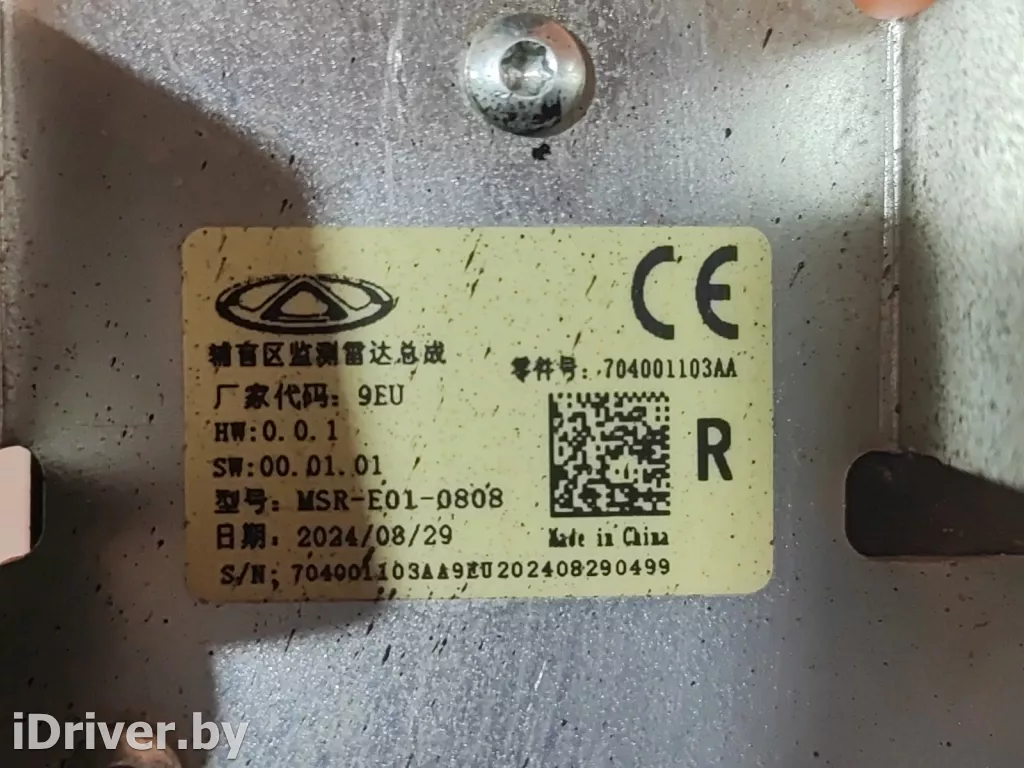 CE
辅盲区监测雷达总成
零件号: 704001103AA
厂家代码: 9EU
HW:0.0.1
R
SW:00.01.01
型号: MSR-E01-0808
日期: 2024/08/29
Made in China
S/N: 704001103AA9EU202408290499
iDriver.by